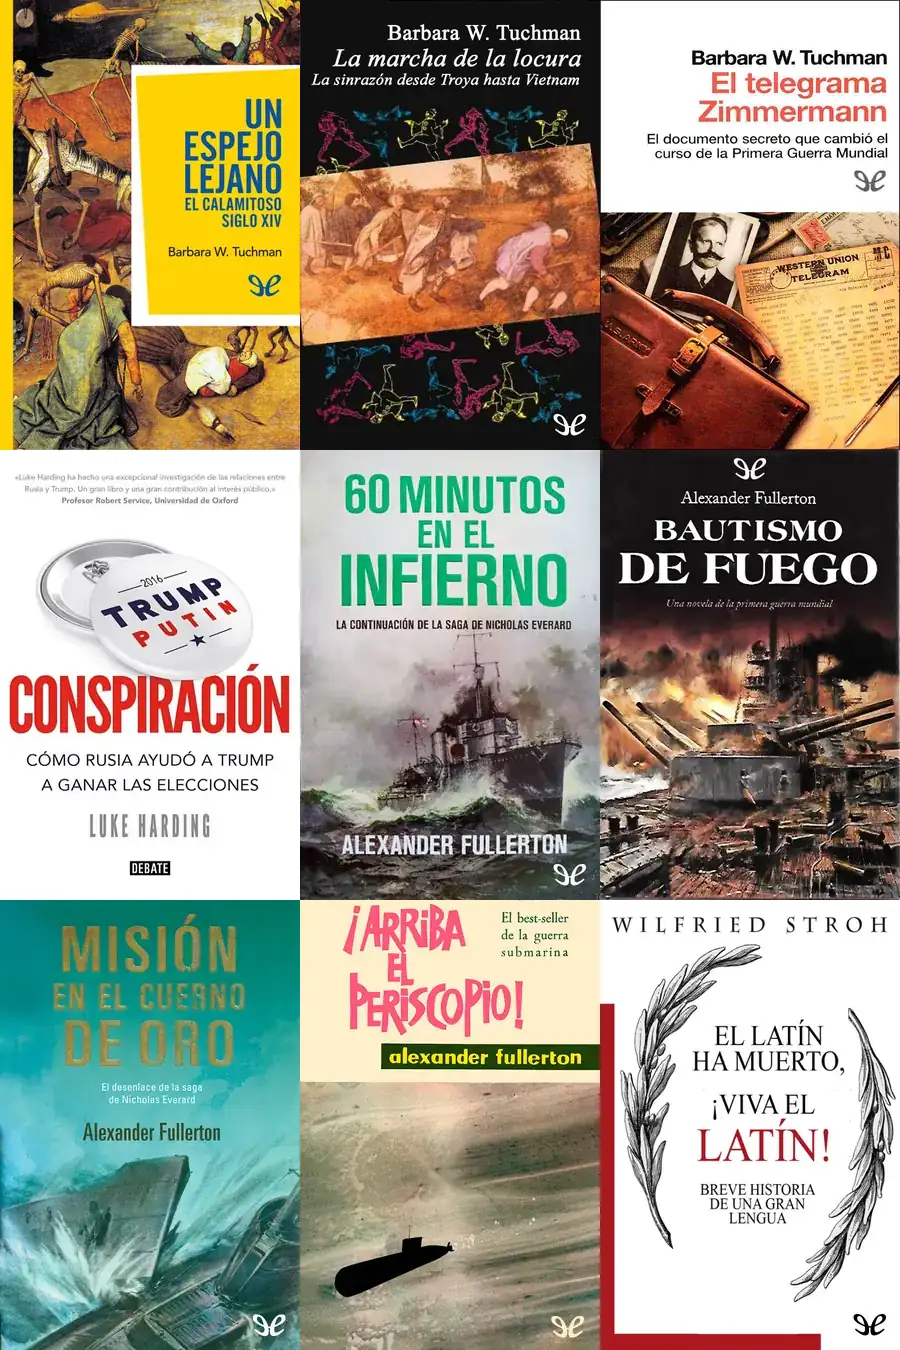 UN
ESPEJO
LEJANO
EL CALAMITOSO
SIGLO XIV
Barbara W. Tuchman
Barbara W. Tuchman
La marcha de la locura
La sinrazón desde Troya hasta Vietnam
Barbara W. Tuchman
El telegrama
Zimmermann
El documento secreto que cambió el
curso de la Primera Guerra Mundial
WESTERN UNION
TELEGRAM
«Luke Harding ha hecho una excepcional investigación de las relaciones entre
Rusia y Trump. Un gran libro y una gran contribución al interés público.»
Profesor Robert Service, Universidad de Oxford
2016
TRUMP
PUTIN
CONSPIRACIÓN
CÓMO RUSIA AYUDÓ A TRUMP
A GANAR LAS ELECCIONES
LUKE HARDING
DEBATE
60 MINUTOS
EN EL
INFIERNO
LA CONTINUACIÓN DE LA SAGA DE NICHOLAS EVERARD
ALEXANDER FULLERTON
Alexander Fullerton
BAUTISMO
DE FUEGO
Una novela de la primera guerra mundial
MISIÓN
EN EL CUERNO
DE ORO
El desenlace de la saga
de Nicholas Everard
Alexander Fullerton
¡ARRiBA
EL
PERiSCOPiO!
El best-seller
de la guerra
submarina
alexander fullerton
WILFRIED STROH
EL LATÍN
HA MUERTO,
¡VIVA EL
LATÍN!
BREVE HISTORIA
DE UNA GRAN
LENGUA